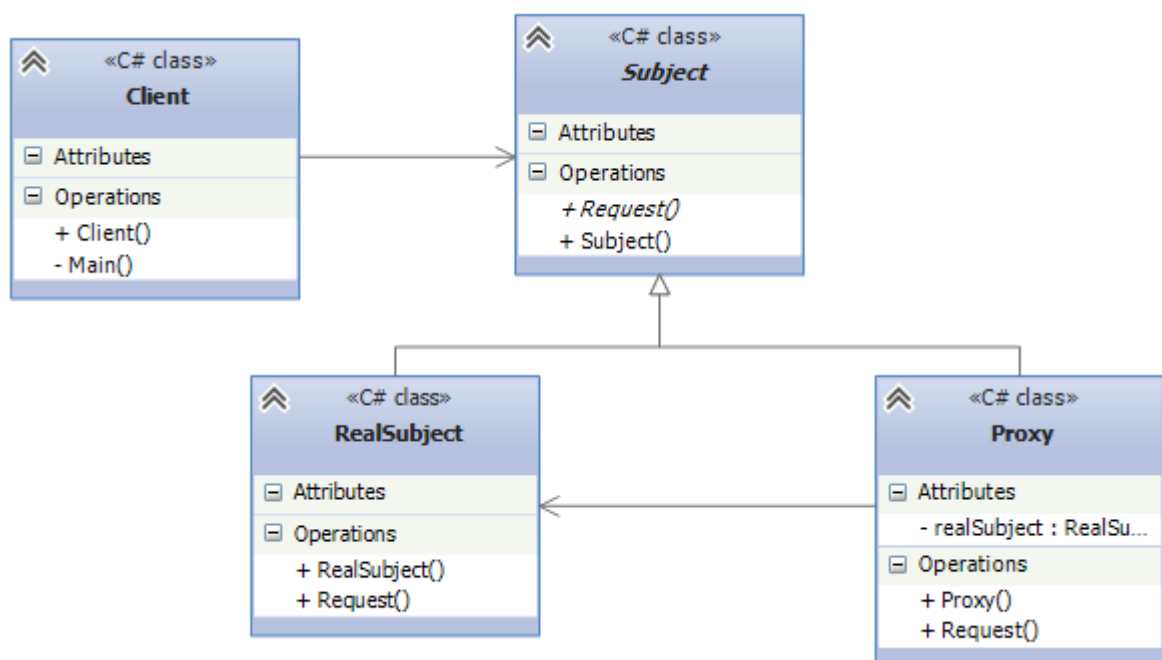 «C# class»
Client
Attributes
Operations
+ Client()
- Main()
«C# class»
Subject
Attributes
Operations
+ Request()
+ Subject()
«C# class»
RealSubject
Attributes
Operations
+ RealSubject()
+ Request()
«C# class»
Proxy
Attributes
- realSubject : RealSu...
Operations
+ Proxy()
+ Request()